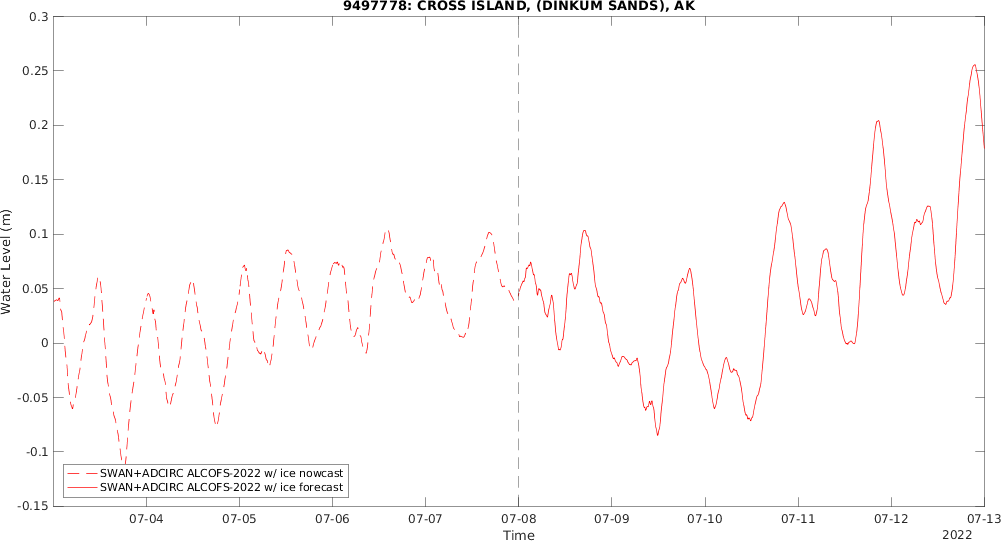 9497778: CROSS ISLAND, (DINKUM SANDS), AK
0.3
0.25
0.2
0.15
0.1
0.05
0
-0.05
-0.1
-0.15
Water Level (m)
SWAN+ADCIRC ALCOFS-2022 w/ ice nowcast
SWAN+ADCIRC ALCOFS-2022 w/ ice forecast
07-04 07-05 07-06 07-07 07-08 07-09 07-10 07-11 07-12 07-13
Time
2022